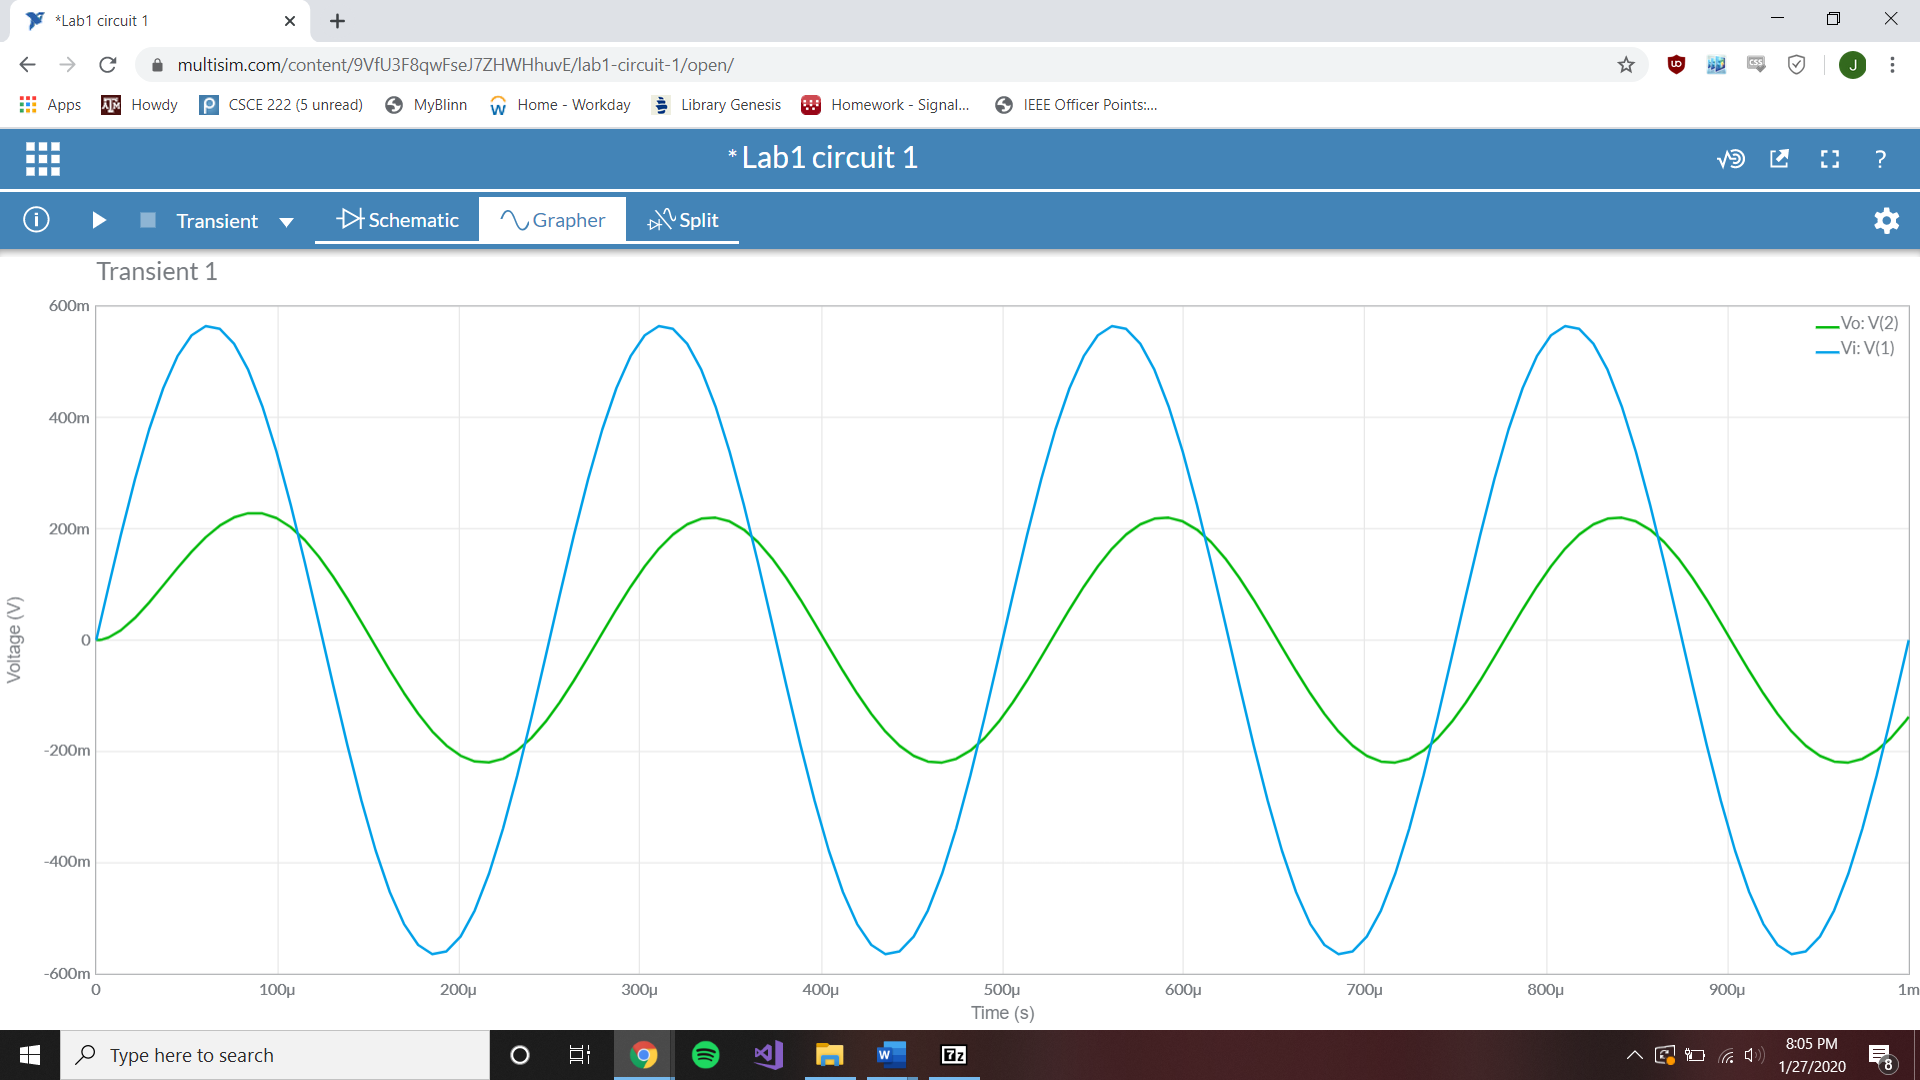 *Lab1 circuit 1
multisim.com/content/9VfU3F8qwFseJ7ZHWHhuvE/lab1-circuit-1/open/
Apps Howdy CSCE 222 (5 unread) MyBlinn Home - Workday Library Genesis Homework - Signal... IEEE Officer Points:...
*Lab1 circuit 1
?
Transient Schematic Grapher Split
Transient 1
Vo: V(2)
Vi: V(1)
600m
400m
200m
0
-200m
-400m
-600m
Voltage (V)
0 100µ 200µ 300µ 400µ 500µ 600µ 700µ 800µ 900µ 1m
Time (s)
Type here to search
8:05 PM
1/27/2020
8